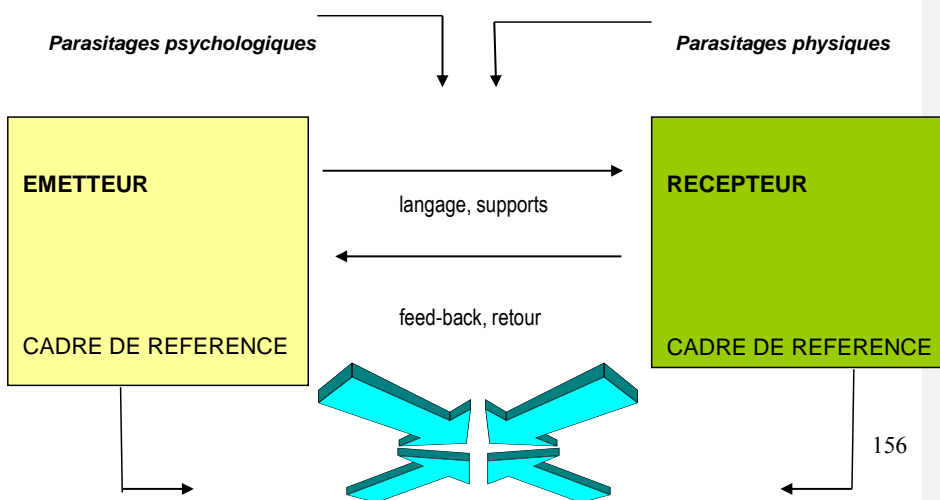 Parasitages psychologiques
Parasitages physiques
EMETTEUR
RECEPTEUR
langage, supports
feed-back, retour
CADRE DE REFERENCE
CADRE DE REFERENCE
156